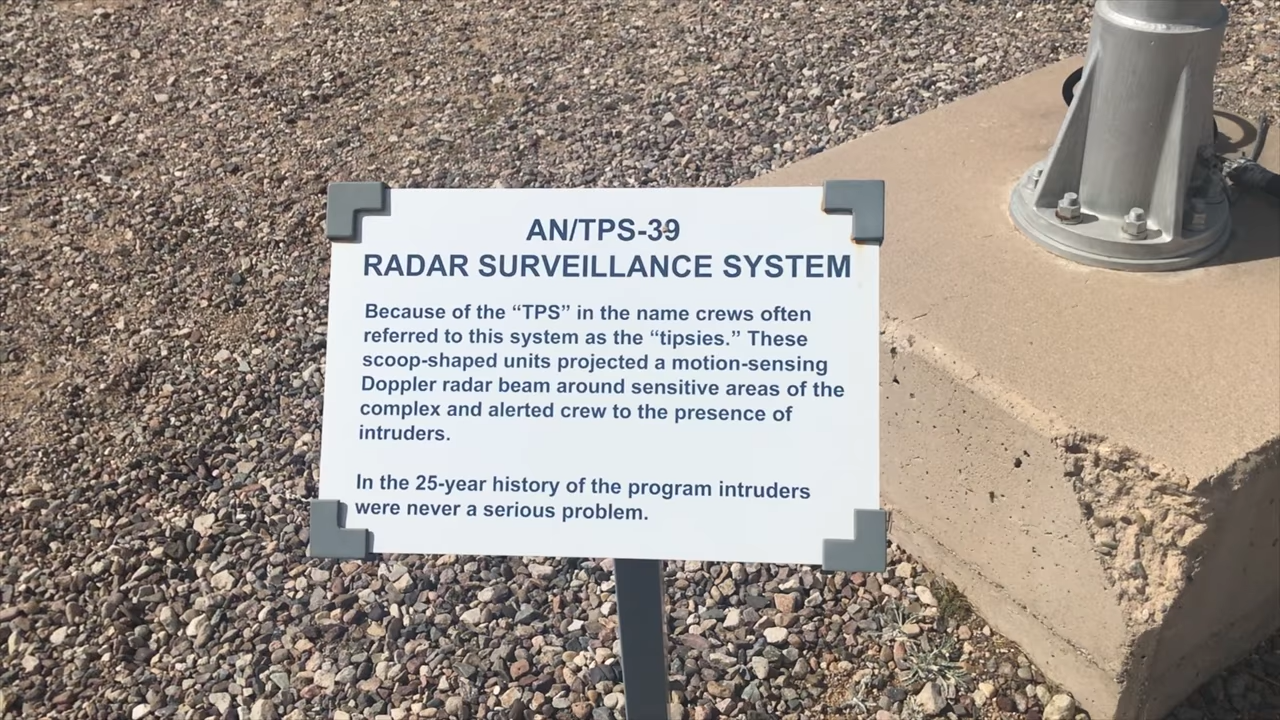 AN/TPS-39
RADAR SURVEILLANCE SYSTEM
Because of the “TPS” in the name crews often
referred to this system as the “tipsies.” These
scoop-shaped units projected a motion-sensing
Doppler radar beam around sensitive areas of the
complex and alerted crew to the presence of
intruders.
In the 25-year history of the program intruders
were never a serious problem.